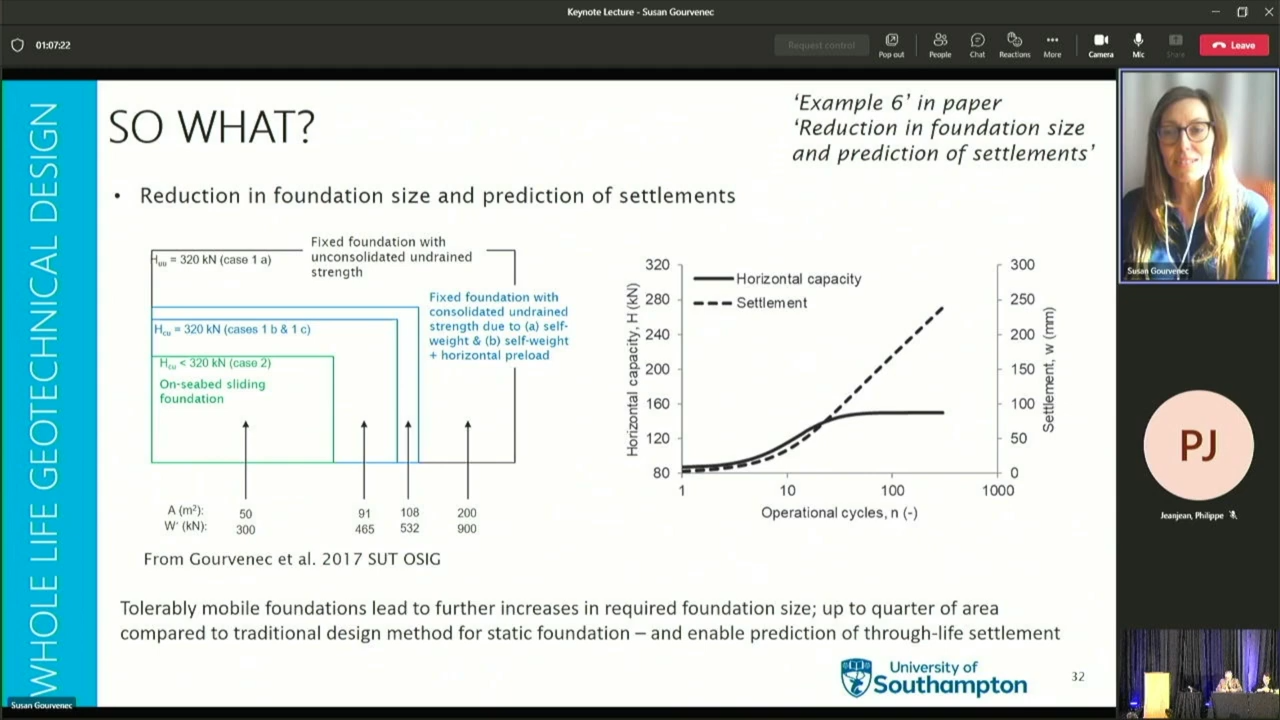 Keynote Lecture - Susan Gourvenec
01:07:22
Request control
Pop out
People
Chat
Reactions
More
Camera
Mic
Share
Leave
WHOLE LIFE GEOTECHNICAL DESIGN
SO WHAT?
'Example 6' in paper
'Reduction in foundation size
and prediction of settlements'
• Reduction in foundation size and prediction of settlements
Huu = 320 kN (case 1 a)
Fixed foundation with
unconsolidated undrained
strength
Hcu = 320 kN (cases 1 b & 1 c)
Fixed foundation with
consolidated undrained
strength due to (a) self-
weight & (b) self-weight
+ horizontal preload
Hcu < 320 kN (case 2)
On-seabed sliding
foundation
A (m²): 50 91 108 200
W' (kN): 300 465 532 900
From Gourvenec et al. 2017 SUT OSIG
Horizontal capacity, H (kN)
320
280
240
200
160
120
80
Horizontal capacity
Settlement
300
250
200
150
100
50
0
Settlement, w (mm)
1 10 100 1000
Operational cycles, n (-)
Tolerably mobile foundations lead to further increases in required foundation size; up to quarter of area
compared to traditional design method for static foundation – and enable prediction of through-life settlement
University of
Southampton
32
Susan Gourvenec
Susan Gourvenec
PJ
Jeanjean, Philippe